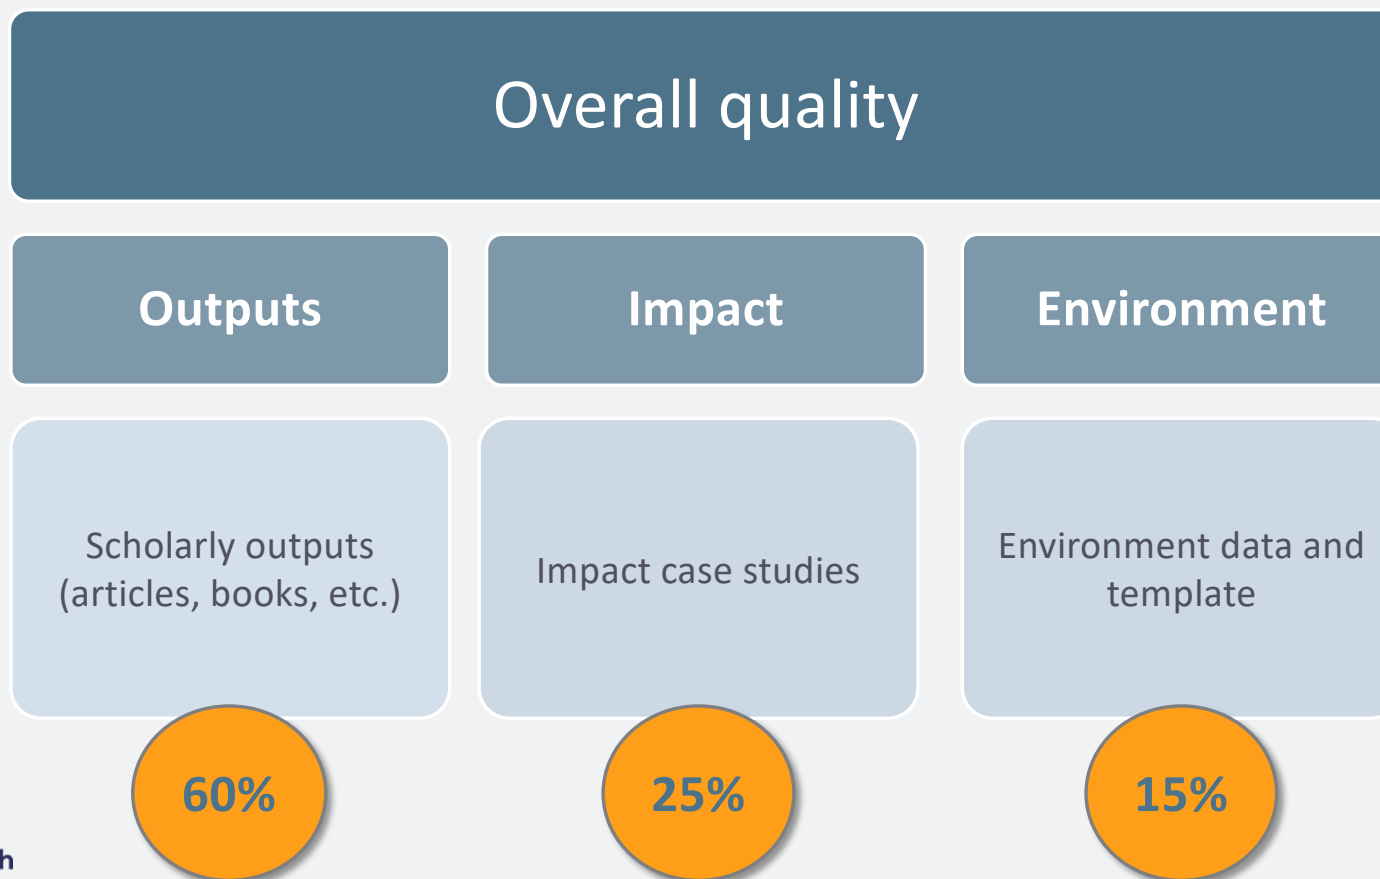 Overall quality
Outputs
Impact
Environment
Scholarly outputs
(articles, books, etc.)
Impact case studies
Environment data and
template
60%
25%
15%